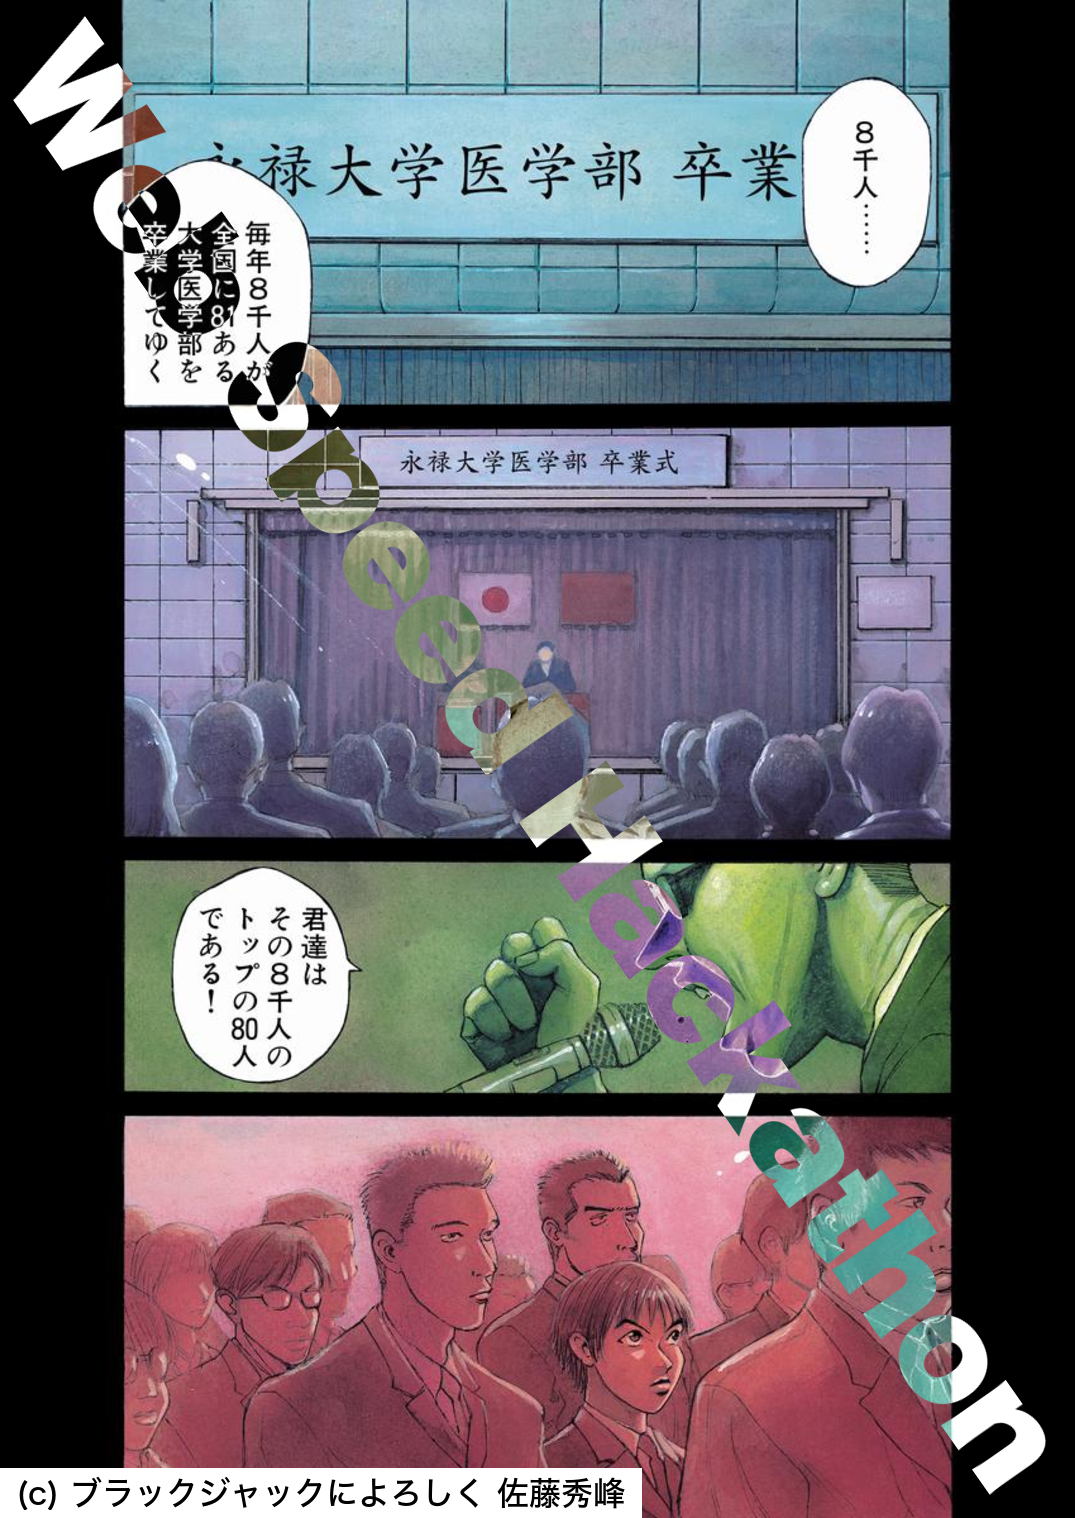 永禄大学医学部 卒業
8千人……
毎年8千人が
全国に81ある
大学医学部を
卒業してゆく
永禄大学医学部 卒業式
君達は
その8千人の
トップの80人
である!
Web Speed Hackathon
(c) ブラックジャックによろしく 佐藤秀峰